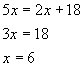 5x = 2x + 18
3x = 18
x = 6